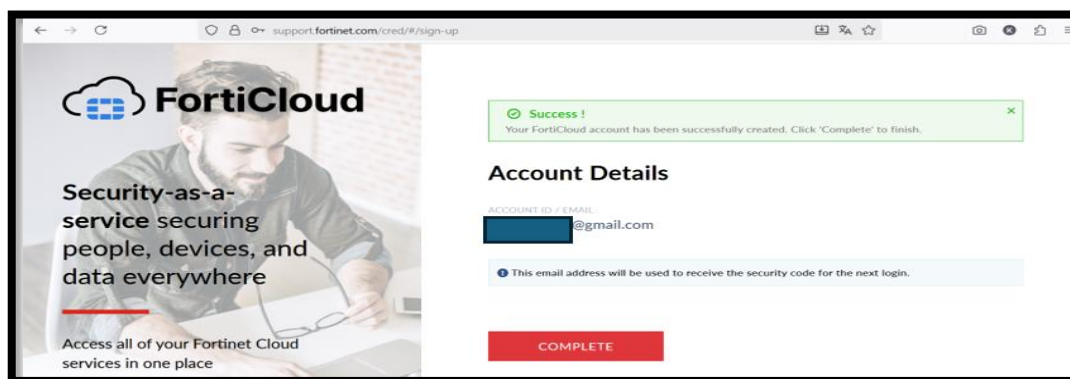 support.fortinet.com/cred/#/sign-up
FortiCloud
Security-as-a-
service securing
people, devices, and
data everywhere
Access all of your Fortinet Cloud
services in one place
Success !
Your FortiCloud account has been successfully created. Click 'Complete' to finish.
Account Details
ACCOUNT ID / EMAIL
@gmail.com
This email address will be used to receive the security code for the next login.
COMPLETE